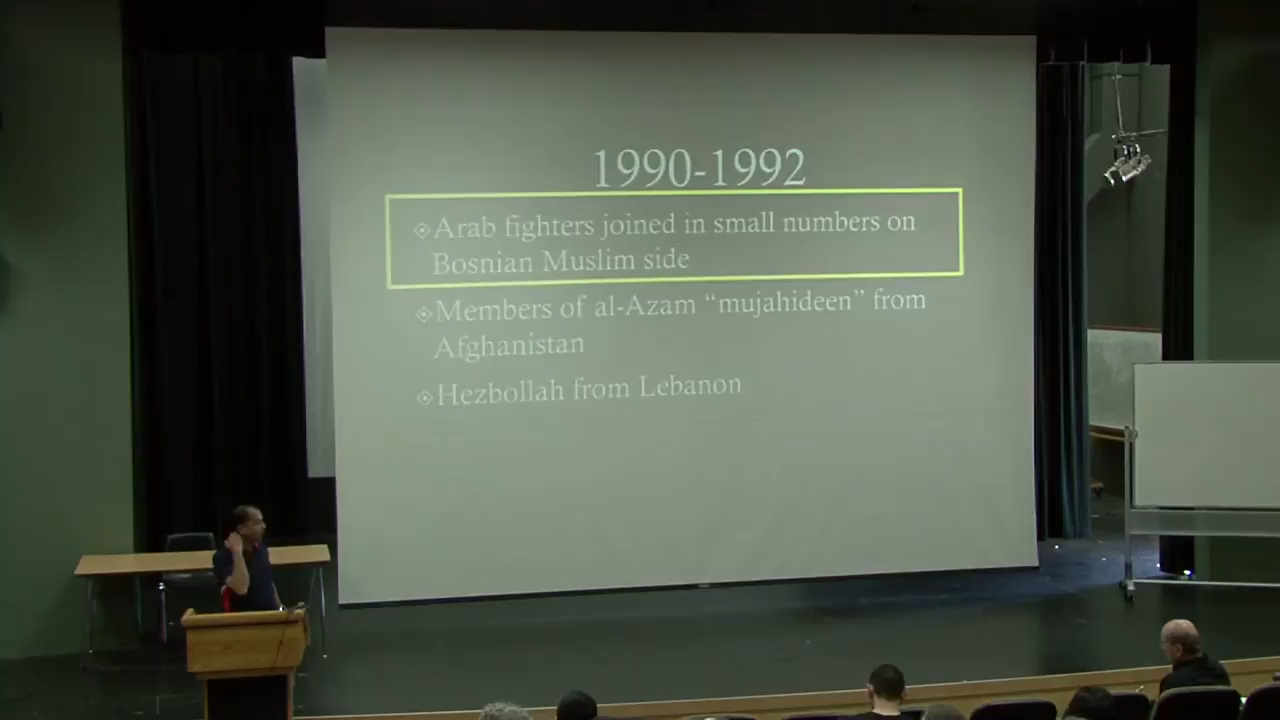 1990-1992
Arab fighters joined in small numbers on
Bosnian Muslim side
Members of al-Azam “mujahideen” from
Afghanistan
Hezbollah from Lebanon